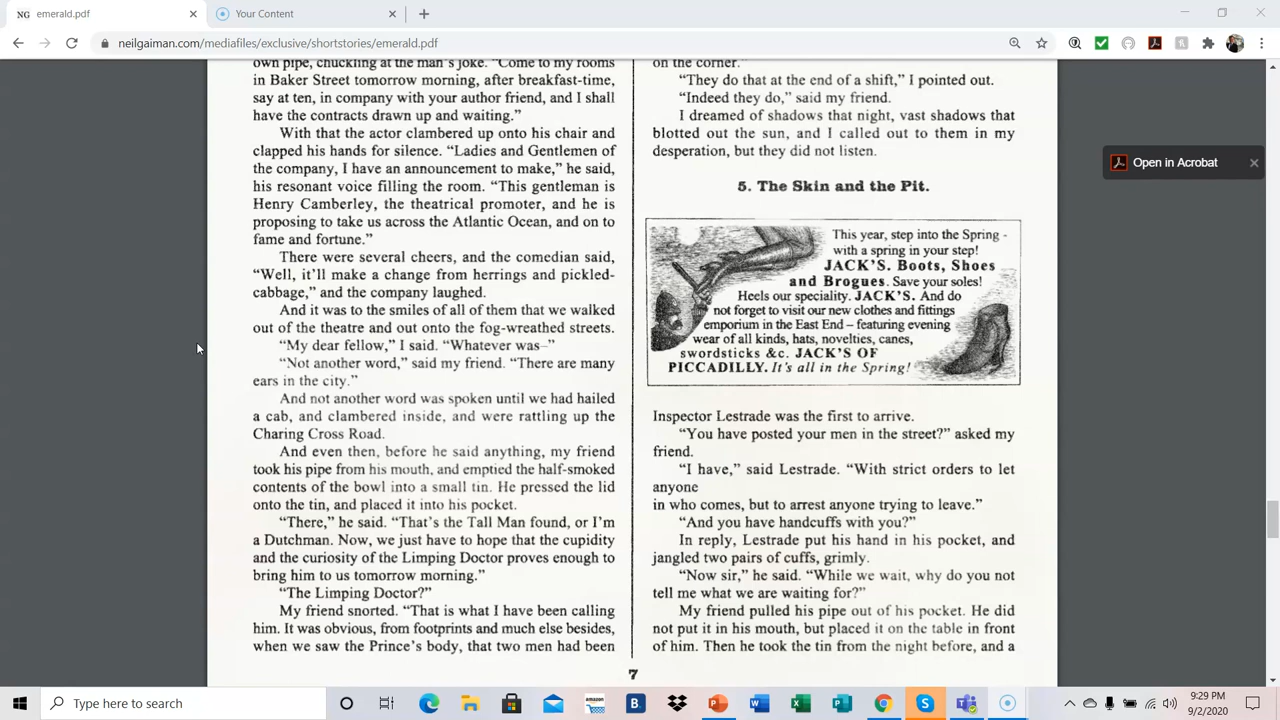 emerald.pdf
Your Content
neilgaiman.com/mediafiles/exclusive/shortstories/emerald.pdf
Open in Acrobat
own pipe, chuckling at the man's joke. “Come to my rooms
in Baker Street tomorrow morning, after breakfast-time,
say at ten, in company with your author friend, and I shall
have the contracts drawn up and waiting.”
With that the actor clambered up onto his chair and
clapped his hands for silence. “Ladies and Gentlemen of
the company, I have an announcement to make,” he said,
his resonant voice filling the room. “This gentleman is
Henry Camberley, the theatrical promoter, and he is
proposing to take us across the Atlantic Ocean, and on to
fame and fortune.”
There were several cheers, and the comedian said,
“Well, it'll make a change from herrings and pickled-
cabbage,” and the company laughed.
And it was to the smiles of all of them that we walked
out of the theatre and out onto the fog-wreathed streets.
“My dear fellow,” I said. “Whatever was–”
“Not another word,” said my friend. “There are many
ears in the city.”
And not another word was spoken until we had hailed
a cab, and clambered inside, and were rattling up the
Charing Cross Road.
And even then, before he said anything, my friend
took his pipe from his mouth, and emptied the half-smoked
contents of the bowl into a small tin. He pressed the lid
onto the tin, and placed it into his pocket.
“There,” he said. “That's the Tall Man found, or I'm
a Dutchman. Now, we just have to hope that the cupidity
and the curiosity of the Limping Doctor proves enough to
bring him to us tomorrow morning.”
“The Limping Doctor?”
My friend snorted. “That is what I have been calling
him. It was obvious, from footprints and much else besides,
when we saw the Prince's body, that two men had been
on the corner.”
“They do that at the end of a shift,” I pointed out.
“Indeed they do,” said my friend.
I dreamed of shadows that night, vast shadows that
blotted out the sun, and I called out to them in my
desperation, but they did not listen.
5. The Skin and the Pit.
This year, step into the Spring -
with a spring in your step!
JACK'S. Boots, Shoes
and Brogues. Save your soles!
Heels our speciality. JACK'S. And do
not forget to visit our new clothes and fittings
emporium in the East End – featuring evening
wear of all kinds, hats, novelties, canes,
swordsticks &c. JACK'S OF
PICCADILLY. It's all in the Spring!
Inspector Lestrade was the first to arrive.
“You have posted your men in the street?” asked my
friend.
“I have,” said Lestrade. “With strict orders to let
anyone
in who comes, but to arrest anyone trying to leave.”
“And you have handcuffs with you?”
In reply, Lestrade put his hand in his pocket, and
jangled two pairs of cuffs, grimly.
“Now sir,” he said. “While we wait, why do you not
tell me what we are waiting for?”
My friend pulled his pipe out of his pocket. He did
not put it in his mouth, but placed it on the table in front
of him. Then he took the tin from the night before, and a
7
Type here to search
9:29 PM
9/2/2020